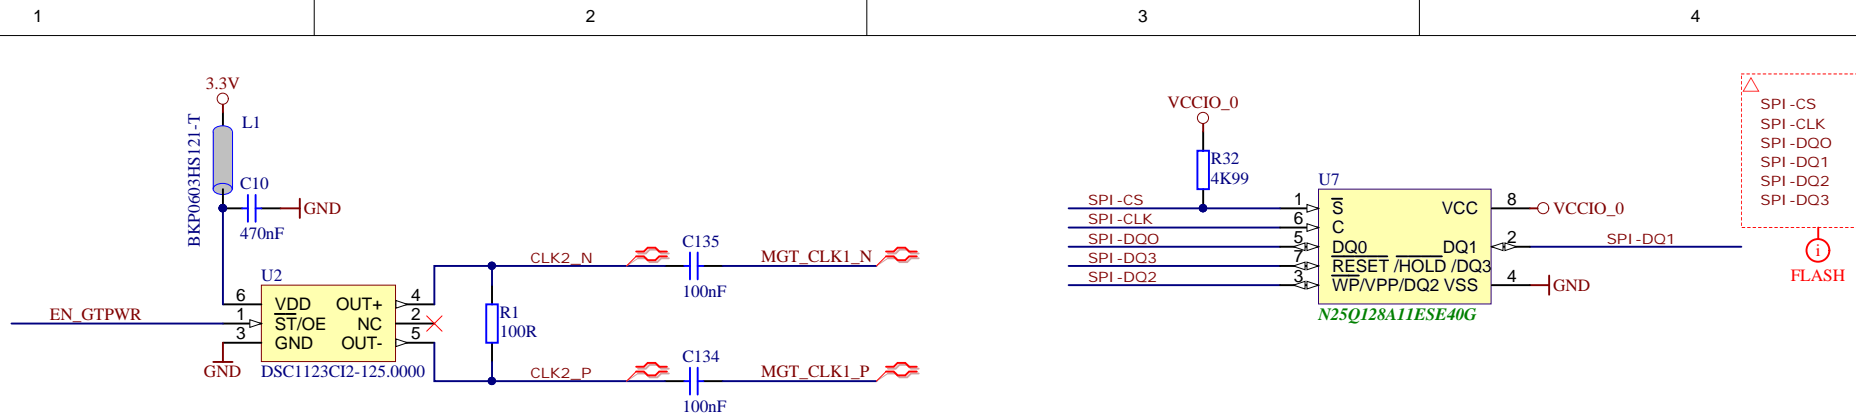 1
2
3
4
3.3V
BKP0603HS121-T
L1
C10
GND
470nF
U2
6
VDD
OUT+
4
EN_GTPWR
1
ST/OE
NC
2
3
GND
OUT-
5
GND
DSC1123CI2-125.0000
R1
100R
CLK2_N
C135
100nF
MGT_CLK1_N
CLK2_P
C134
100nF
MGT_CLK1_P
VCCIO_0
R32
4K99
U7
SPI-CS
1
S
VCC
8
VCCIO_0
SPI-CLK
6
C
SPI-DQ0
5
DQ0
DQ1
2
SPI-DQ1
SPI-DQ3
7
RESET /HOLD /DQ3
SPI-DQ2
3
WP/VPP/DQ2
VSS
4
GND
N25Q128A11ESE40G
SPI-CS
SPI-CLK
SPI-DQ0
SPI-DQ1
SPI-DQ2
SPI-DQ3
i
FLASH